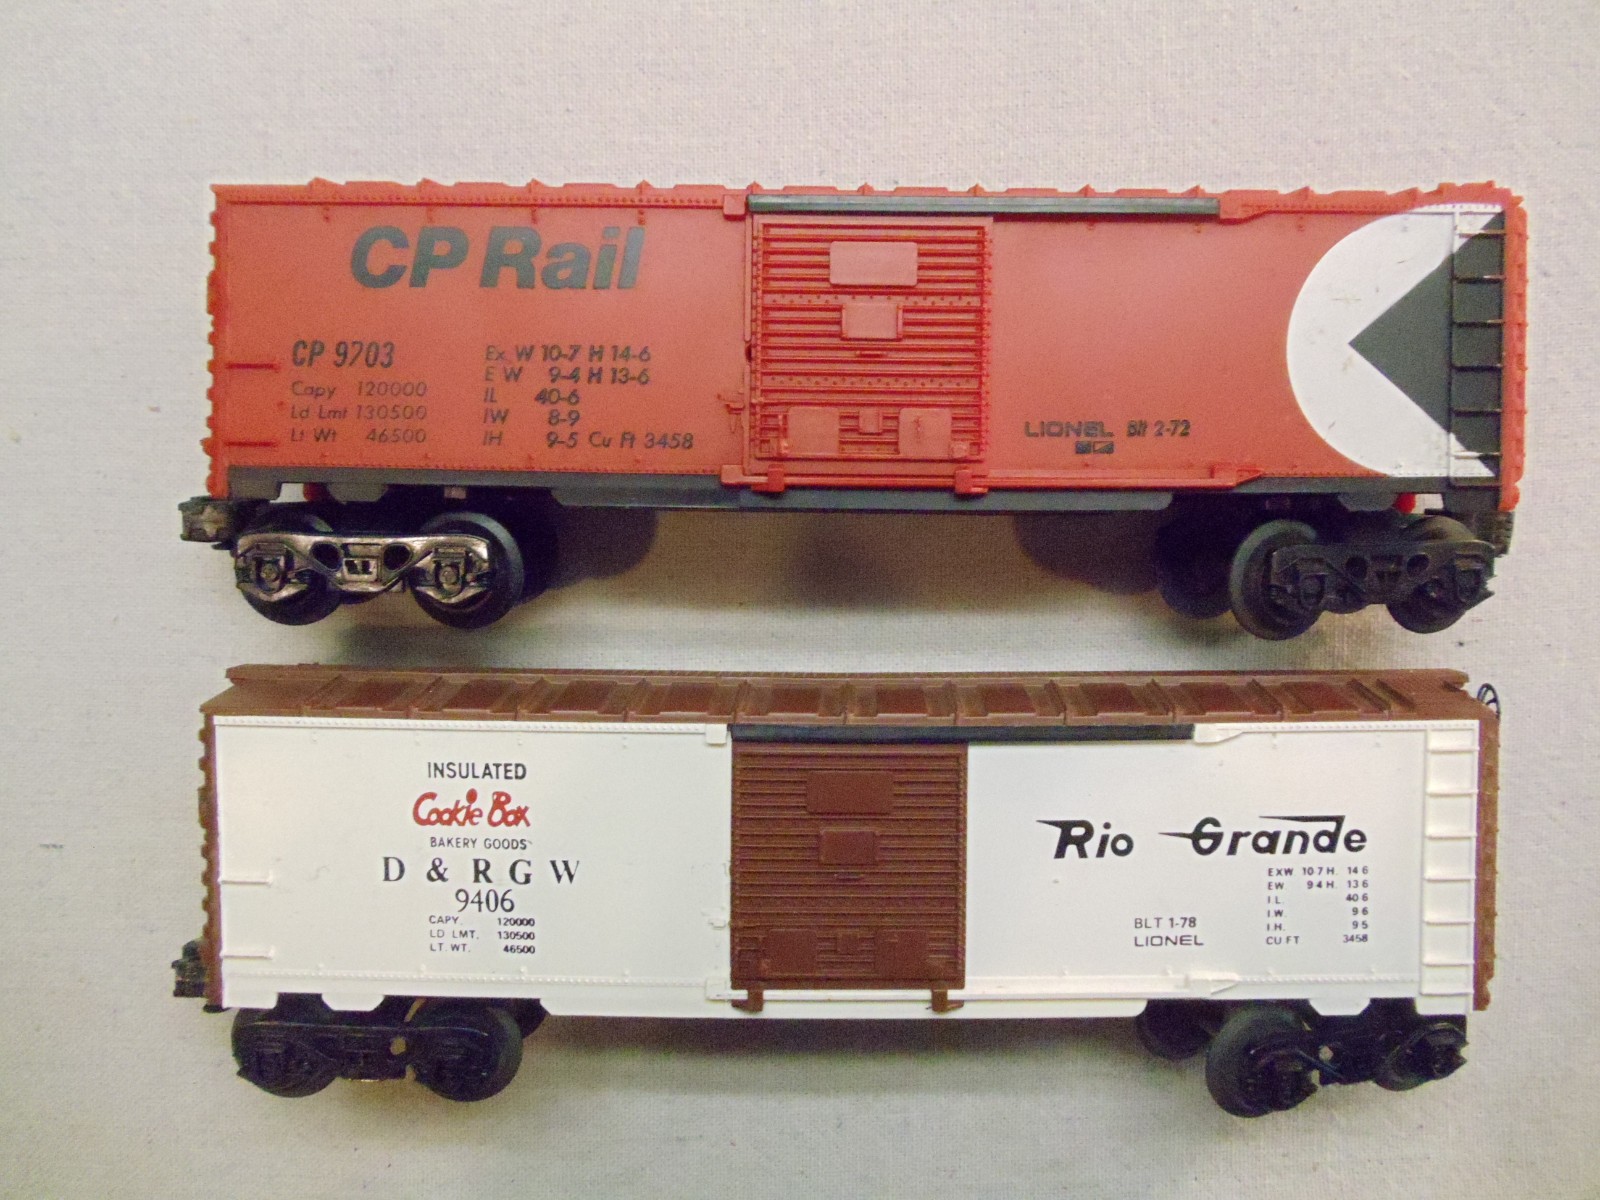 CP Rail
CP 9703
Capy 120000
Ld Lmt 130500
Lt Wt 46500
Ex W 10-7 H 14-6
E W 9-4 H 13-6
IL 40-6
IW 8-9
IH 9-5 Cu Ft 3458
LIONEL Blt 2-72
INSULATED
Cookie Box
BAKERY GOODS
D & R G W
9406
CAPY. 120000
LD LMT. 130500
LT. WT. 46500
Rio Grande
EXW 10 7 H. 14 6
EW. 9 4 H. 13 6
I.L. 40 6
I.W. 9 6
I.H. 9 5
CU FT 3458
BLT 1-78
LIONEL